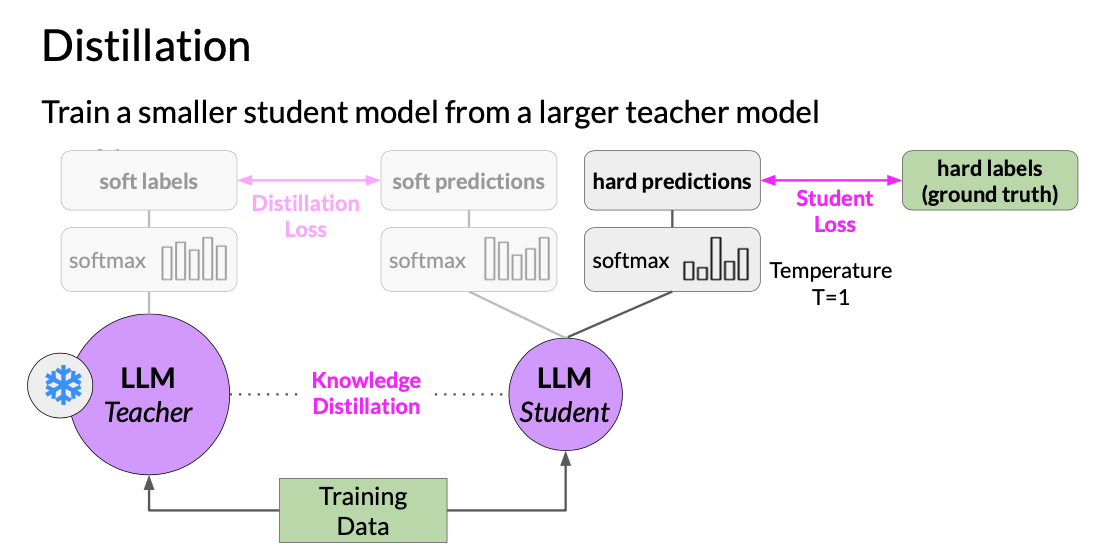 Distillation
Train a smaller student model from a larger teacher model
soft labels
Distillation
Loss
soft predictions
hard predictions
Student
Loss
hard labels
(ground truth)
softmax
softmax
softmax
Temperature
T=1
LLM
Teacher
Knowledge
Distillation
LLM
Student
Training
Data